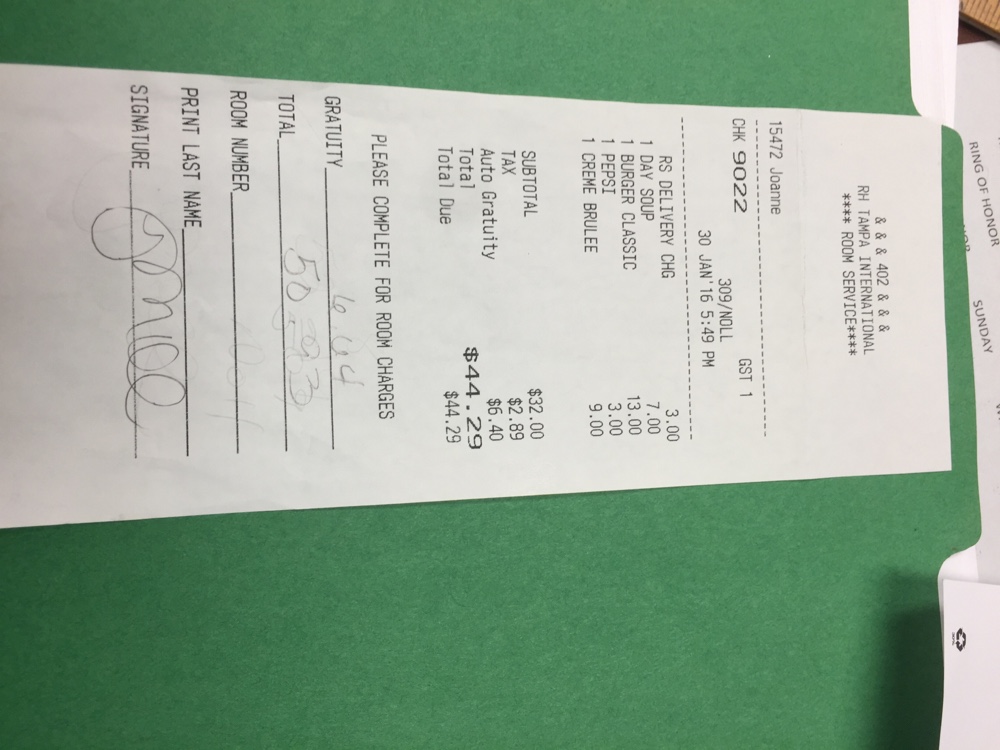 & & & 402 & & &
RH TAMPA INTERNATIONAL
**** ROOM SERVICE****
15472 Joanne
CHK 9022 GST 1
309/NOLL
30 JAN'16 5:49 PM
RS DELIVERY CHG 3.00
1 DAY SOUP 7.00
1 BURGER CLASSIC 13.00
1 PEPSI 3.00
1 CREME BRULEE 9.00
SUBTOTAL $32.00
TAX $2.89
Auto Gratuity $6.40
Total $44.29
Total Due $44.29
PLEASE COMPLETE FOR ROOM CHARGES
GRATUITY 6.44
TOTAL
ROOM NUMBER
PRINT LAST NAME
SIGNATURE
RING OF HONOR
SUNDAY